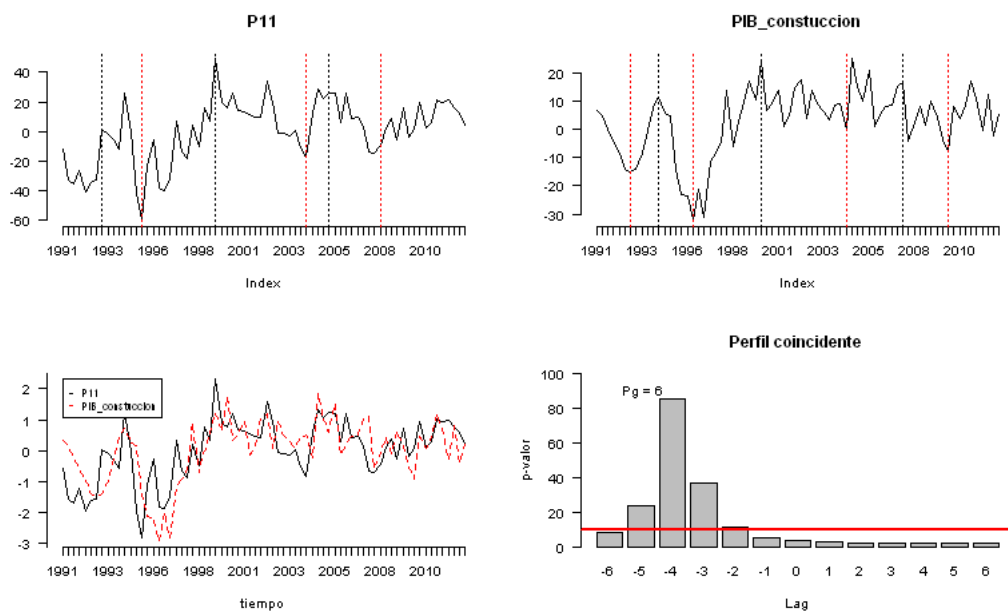 P11
40
20
0
-20
-40
-60
1991 1993 1996 1998 2001 2003 2005 2008 2010
Index
PIB_constuccion
20
10
0
-10
-20
-30
1991 1993 1996 1998 2001 2003 2005 2008 2010
Index
P11
PIB_constuccion
2
1
0
-1
-2
-3
1991 1993 1996 1998 2001 2003 2005 2008 2010
tiempo
Perfil coincidente
Pg = 6
p-valor
100
80
60
40
20
0
-6 -5 -4 -3 -2 -1 0 1 2 3 4 5 6
Lag